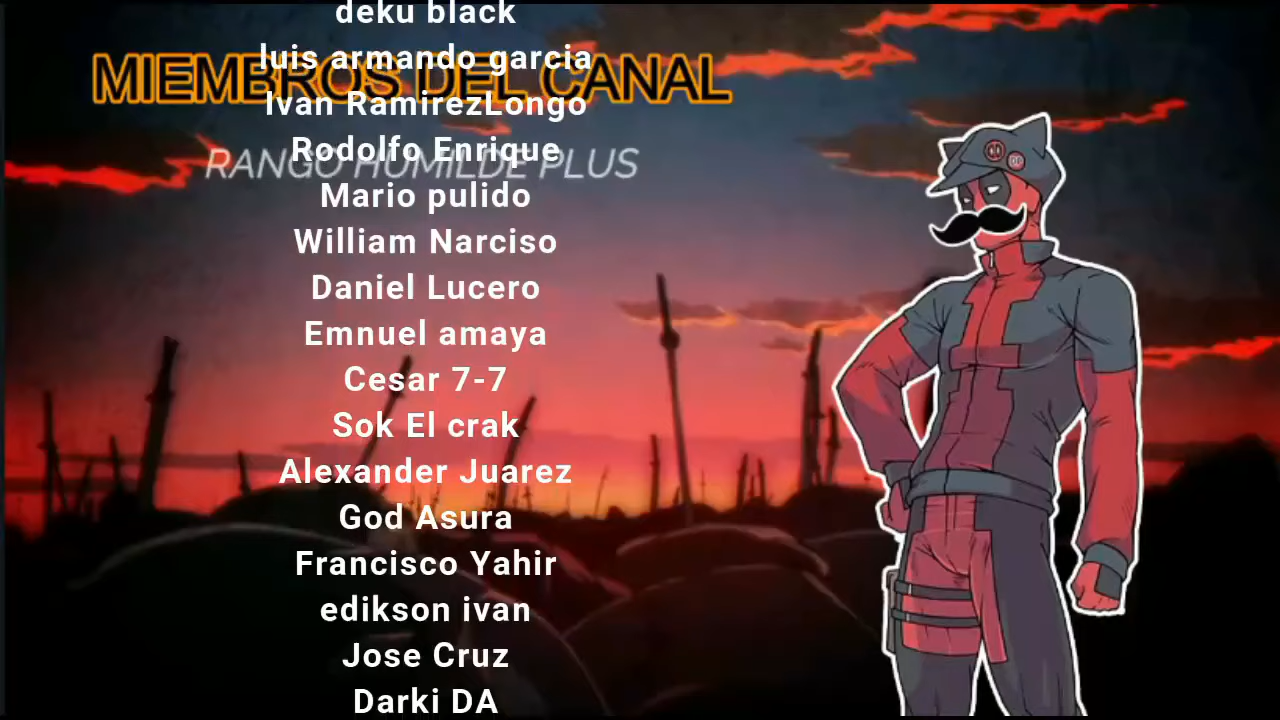 deku black
MIEMBROS DEL CANAL
luis armando garcia
Ivan RamirezLongo
RANGO HUMILDE PLUS
Rodolfo Enrique
Mario pulido
William Narciso
Daniel Lucero
Emnuel amaya
Cesar 7-7
Sok El crak
Alexander Juarez
God Asura
Francisco Yahir
edikson ivan
Jose Cruz
Darki DA